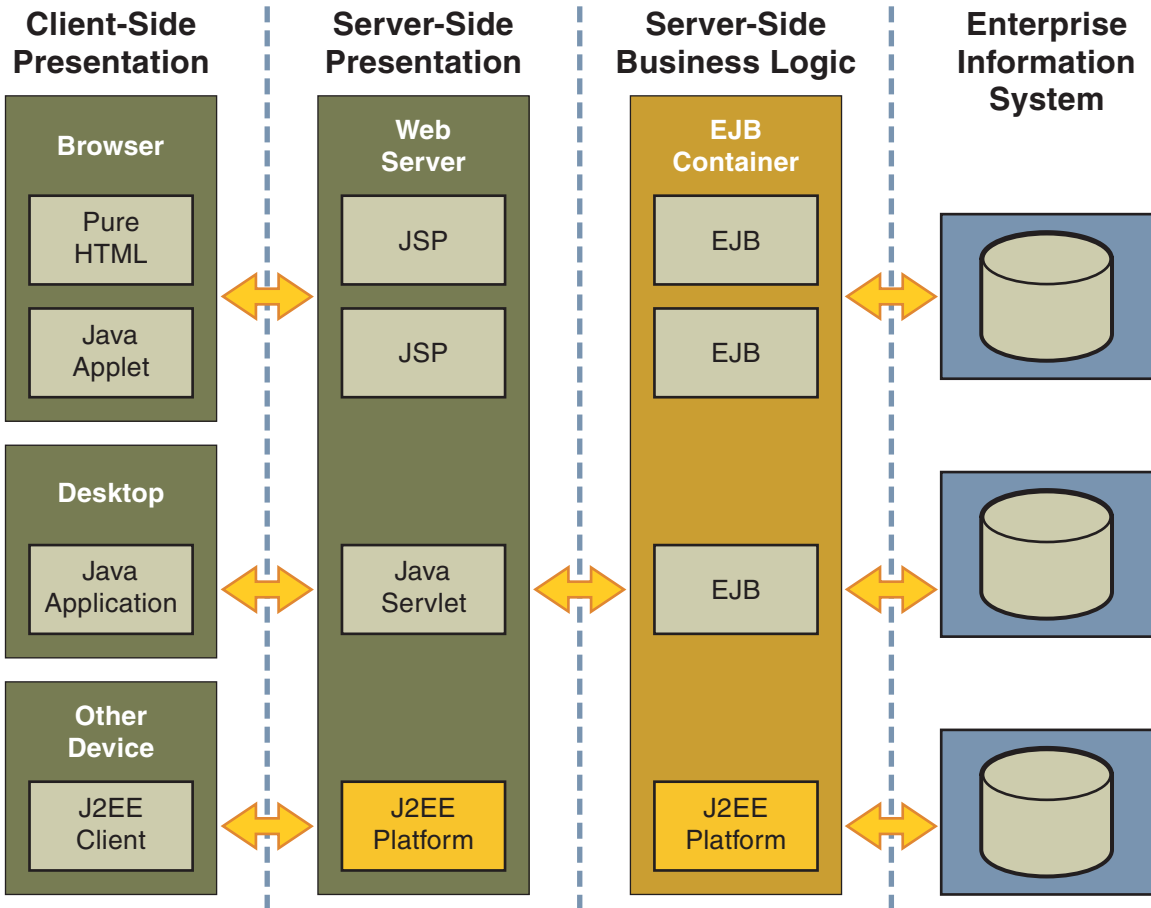 Client-Side
Presentation
Server-Side
Presentation
Server-Side
Business Logic
Enterprise
Information
System
Browser
Pure
HTML
Java
Applet
Desktop
Java
Application
Other
Device
J2EE
Client
Web
Server
JSP
JSP
Java
Servlet
J2EE
Platform
EJB
Container
EJB
EJB
EJB
J2EE
Platform